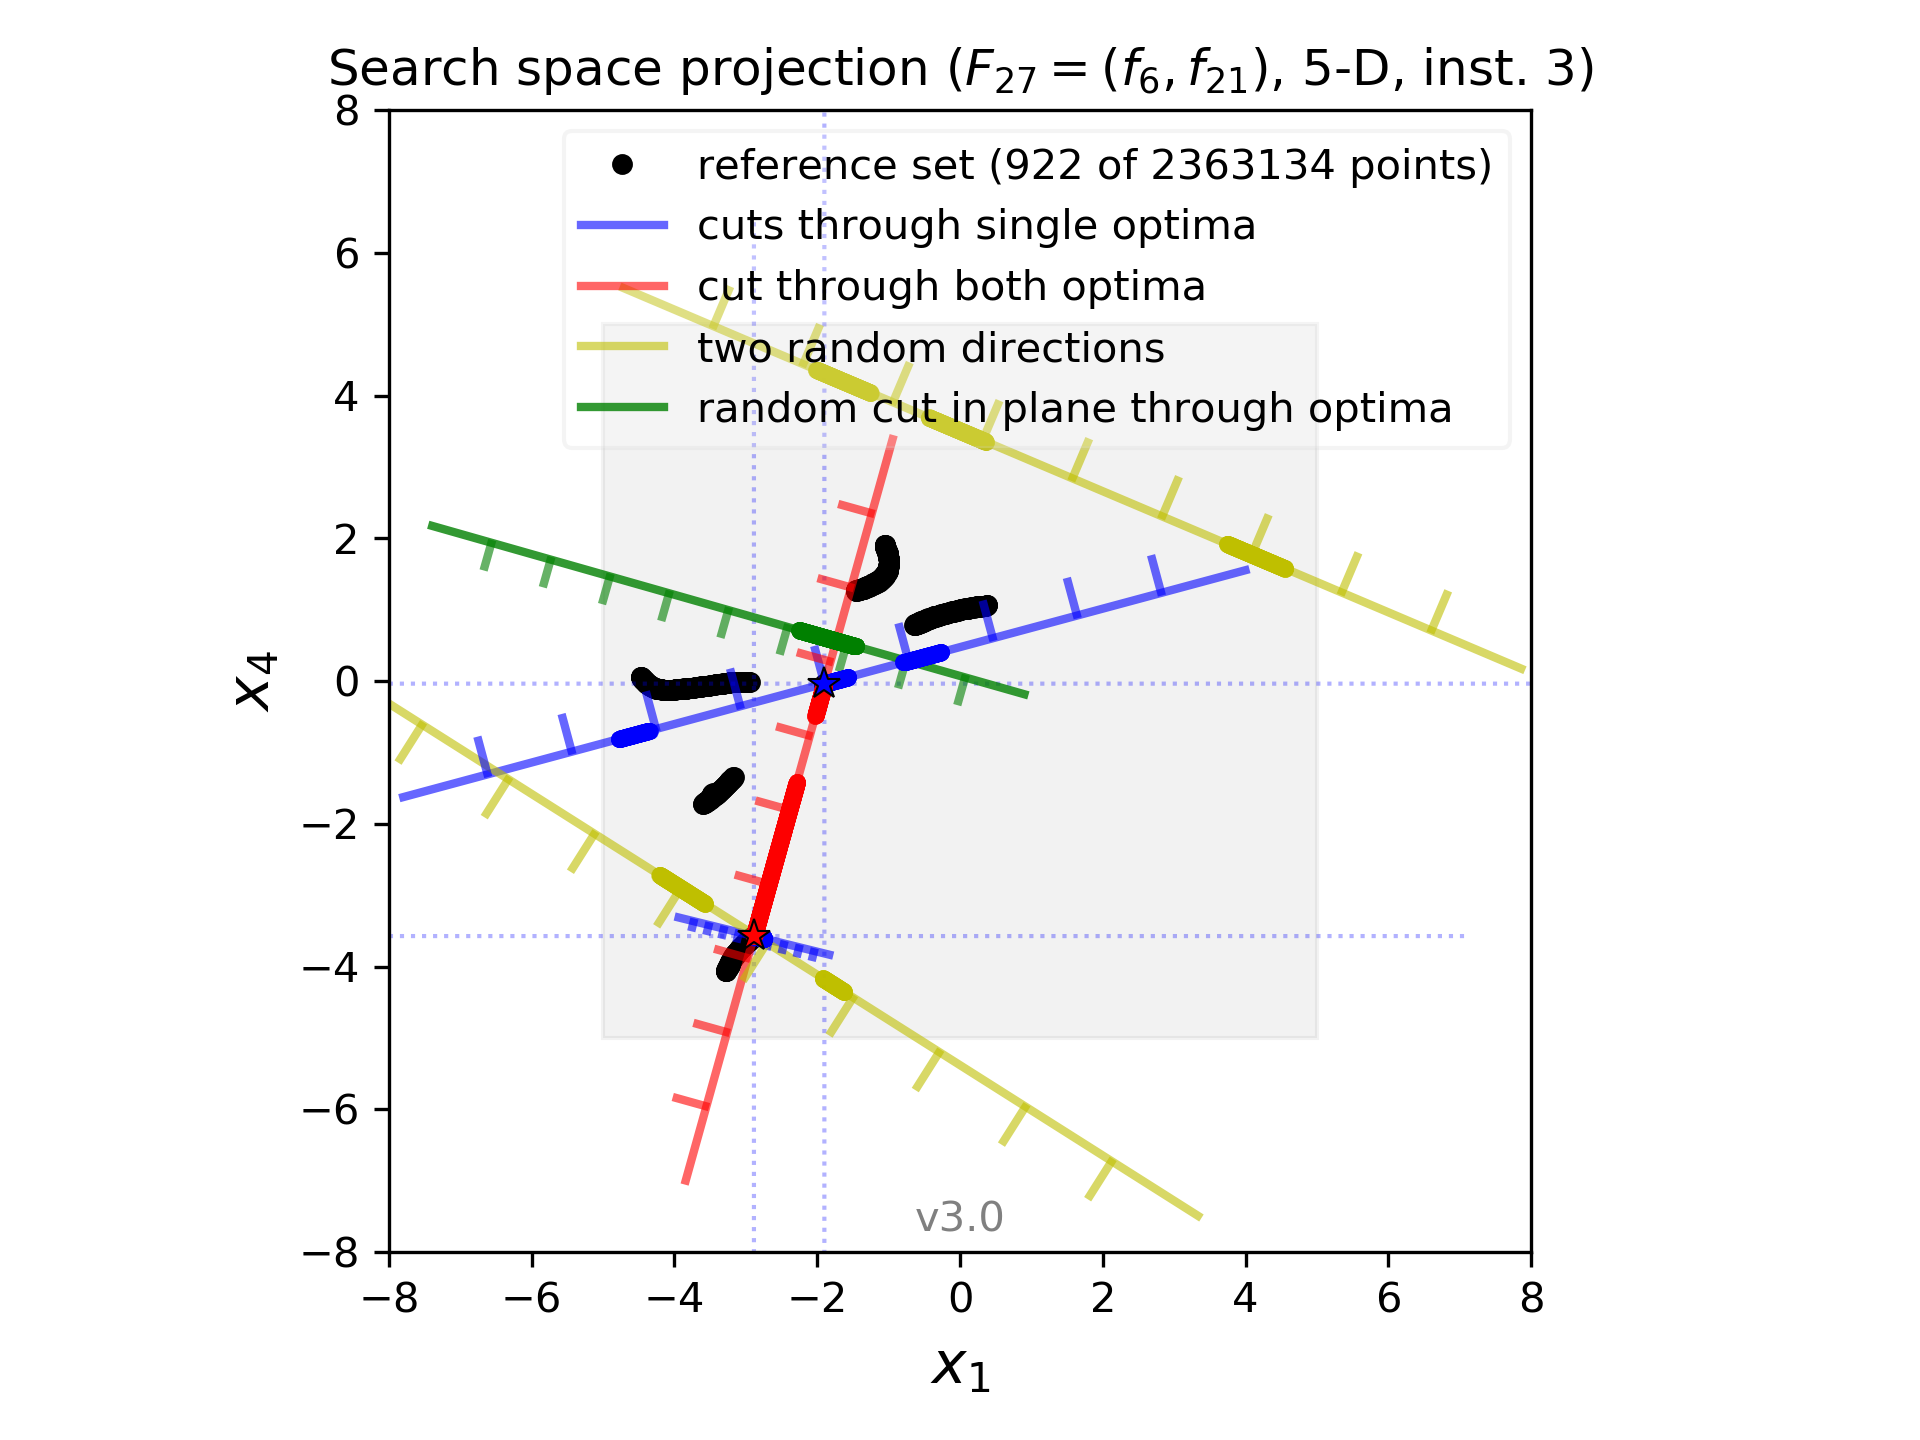 Search space projection (F₂₇ = (f₆, f₂₁), 5-D, inst. 3)
reference set (922 of 2363134 points)
cuts through single optima
cut through both optima
two random directions
random cut in plane through optima
8
6
4
2
0
−2
−4
−6
−8
x₄
v3.0
−8 −6 −4 −2 0 2 4 6 8
x₁